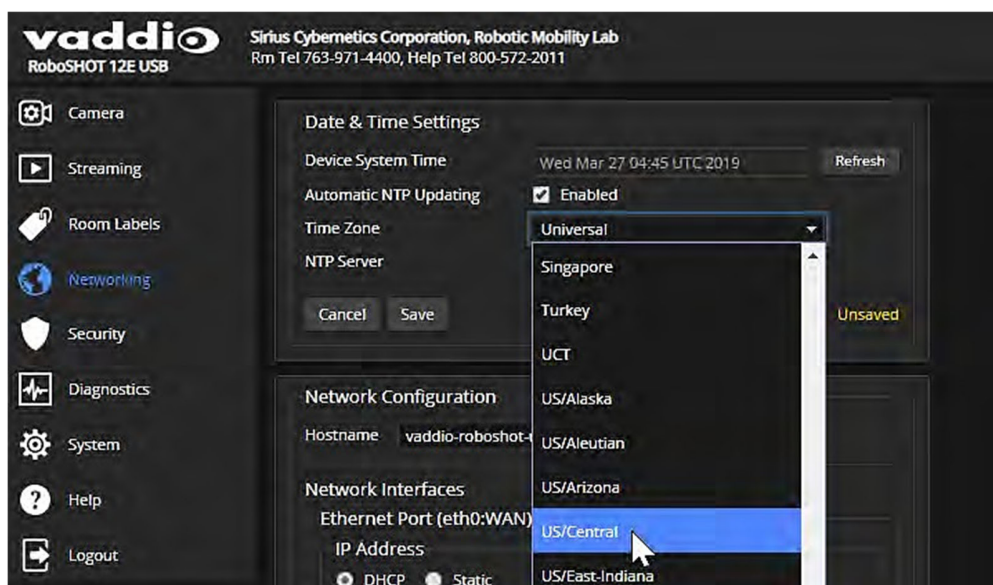 vaddio
RoboSHOT 12E USB
Sirius Cybernetics Corporation, Robotic Mobility Lab
Rm Tel 763-971-4400, Help Tel 800-572-2011
Camera
Streaming
Room Labels
Networking
Security
Diagnostics
System
Help
Logout
Date & Time Settings
Device System Time Wed Mar 27 04:45 UTC 2019 Refresh
Automatic NTP Updating Enabled
Time Zone Universal
NTP Server
Singapore
Turkey
UCT
US/Alaska
US/Aleutian
US/Arizona
US/Central
US/East-Indiana
Cancel Save Unsaved
Network Configuration
Hostname vaddio-roboshot-
Network Interfaces
Ethernet Port (eth0:WAN)
IP Address
DHCP Static